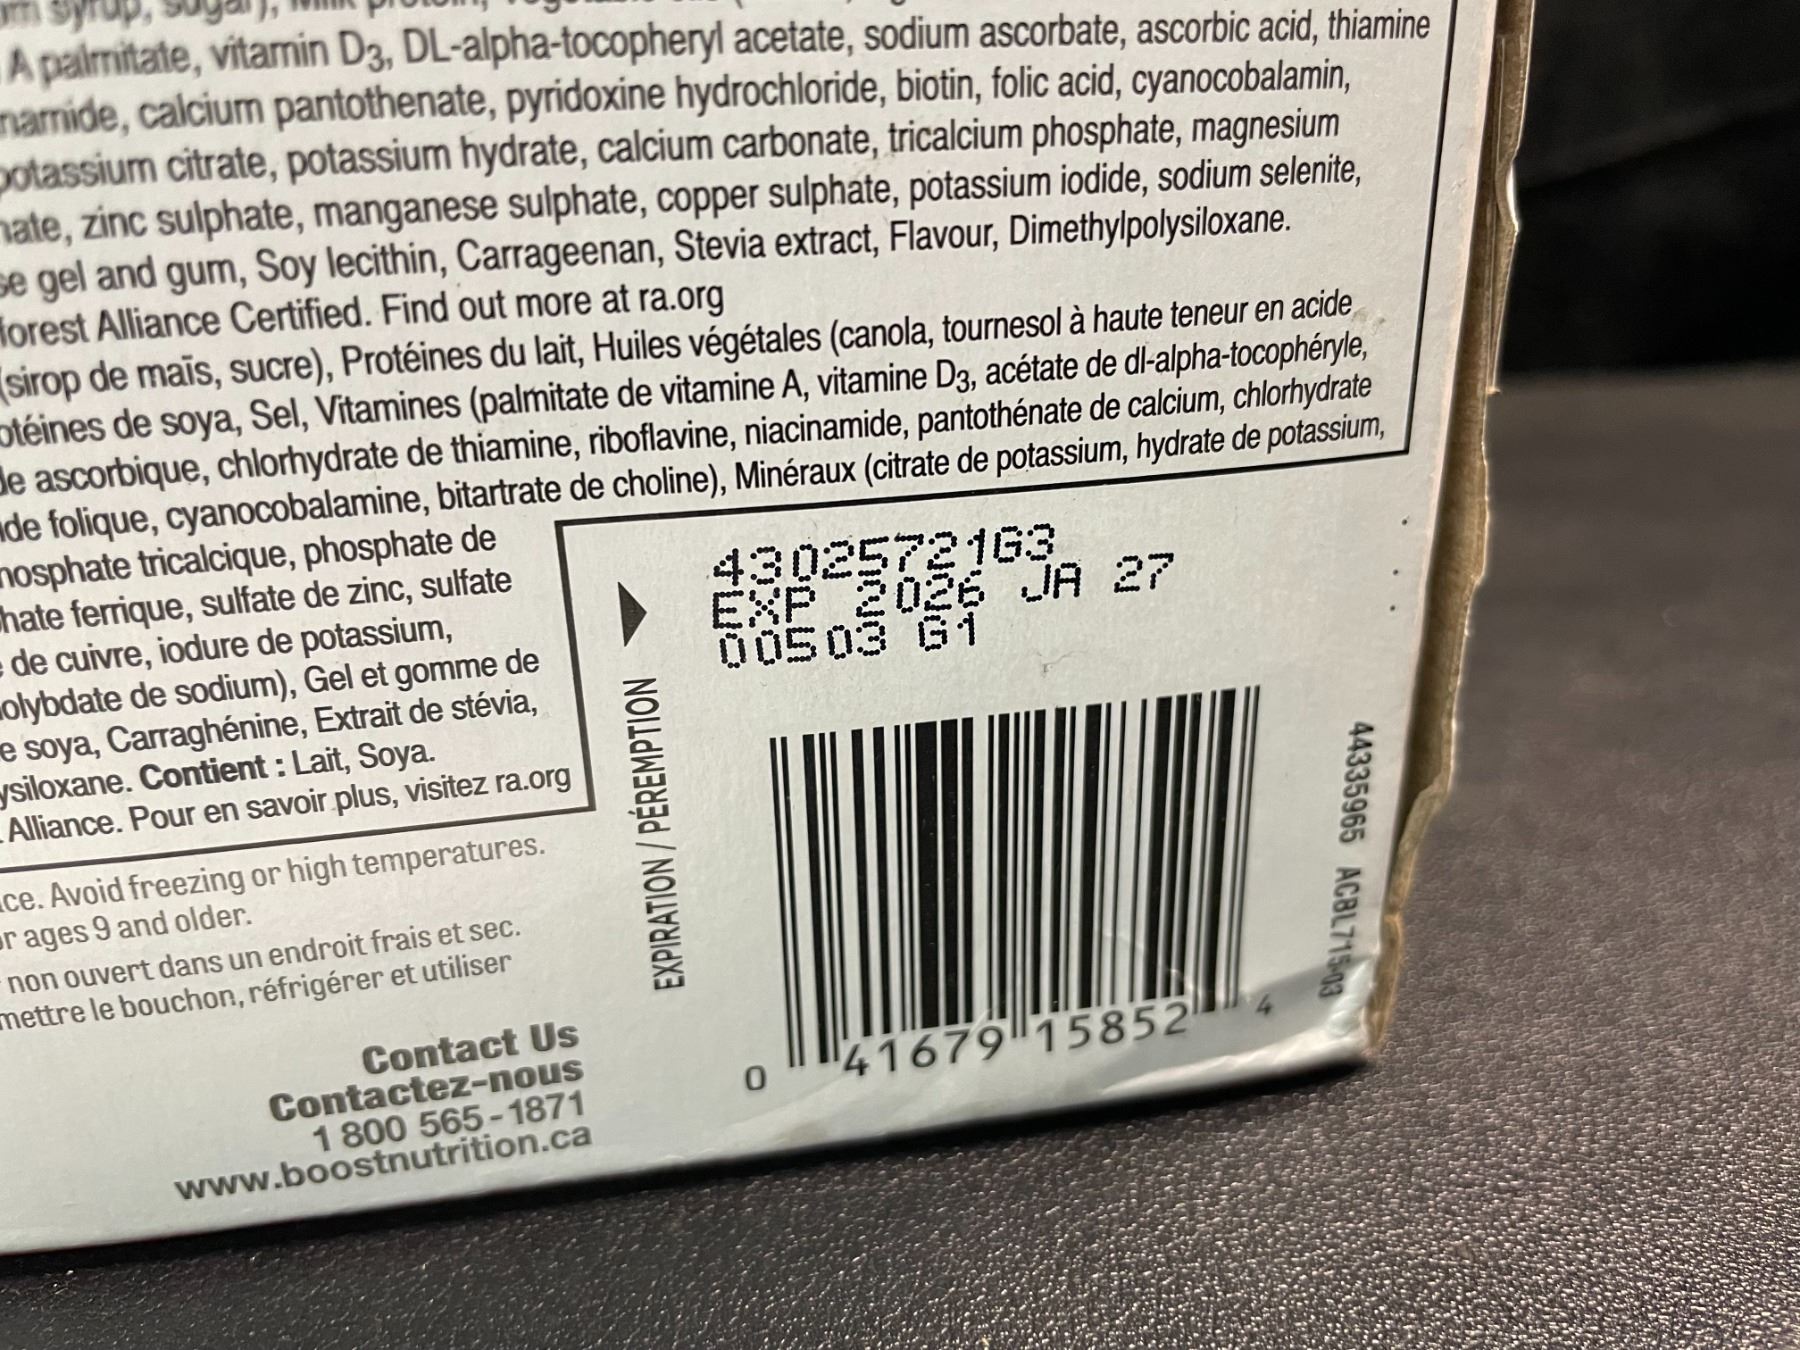 syrup, sugar), Milk protein,
A palmitate, vitamin D3, DL-alpha-tocopheryl acetate, sodium ascorbate, ascorbic acid, thiamine
namide, calcium pantothenate, pyridoxine hydrochloride, biotin, folic acid, cyanocobalamin,
potassium citrate, potassium hydrate, calcium carbonate, tricalcium phosphate, magnesium
nate, zinc sulphate, manganese sulphate, copper sulphate, potassium iodide, sodium selenite,
se gel and gum, Soy lecithin, Carrageenan, Stevia extract, Flavour, Dimethylpolysiloxane.
forest Alliance Certified. Find out more at ra.org
(sirop de maïs, sucre), Protéines du lait, Huiles végétales (canola, tournesol à haute teneur en acide
otéines de soya, Sel, Vitamines (palmitate de vitamine A, vitamine D3, acétate de dl-alpha-tocophéryle,
de ascorbique, chlorhydrate de thiamine, riboflavine, niacinamide, pantothénate de calcium, chlorhydrate
ide folique, cyanocobalamine, bitartrate de choline), Minéraux (citrate de potassium, hydrate de potassium,
hosphate tricalcique, phosphate de
hate ferrique, sulfate de zinc, sulfate
e de cuivre, iodure de potassium,
olybdate de sodium), Gel et gomme de
e soya, Carraghénine, Extrait de stévia,
ysiloxane. Contient : Lait, Soya.
Alliance. Pour en savoir plus, visitez ra.org
ce. Avoid freezing or high temperatures.
or ages 9 and older.
non ouvert dans un endroit frais et sec.
mettre le bouchon, réfrigérer et utiliser
Contact Us
Contactez-nous
1 800 565-1871
www.boostnutrition.ca
EXPIRATION / PÉREMPTION
43025721G3
EXP 2026 JA 27
00503 G1
0 41679 15852 4
44335965 ACBL715-03